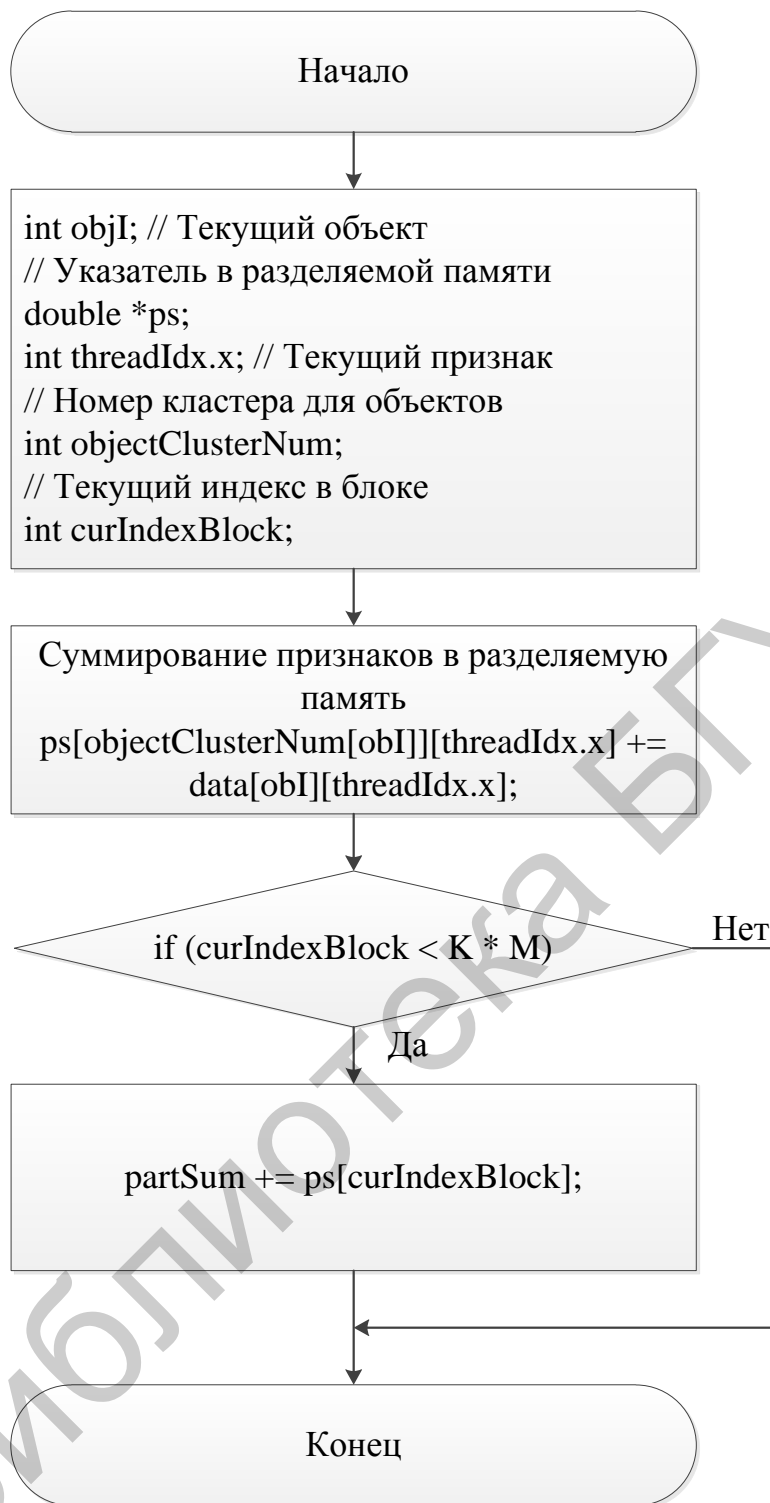 Начало
int objI; // Текущий объект
// Указатель в разделяемой памяти
double *ps;
int threadIdx.x; // Текущий признак
// Номер кластера для объектов
int objectClusterNum;
// Текущий индекс в блоке
int curIndexBlock;
Суммирование признаков в разделяемую
память
ps[objectClusterNum[obI]][threadIdx.x] +=
data[obI][threadIdx.x];
if (curIndexBlock < K * M)
Нет
Да
partSum += ps[curIndexBlock];
Конец
иблиотека БГУ